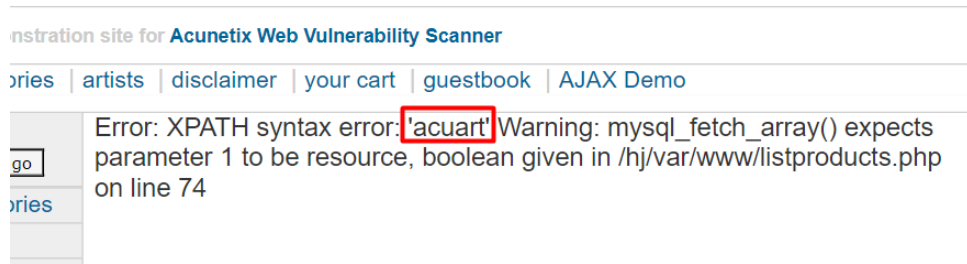 onstration site for Acunetix Web Vulnerability Scanner
ories | artists | disclaimer | your cart | guestbook | AJAX Demo
Error: XPATH syntax error: 'acuart' Warning: mysql_fetch_array() expects
go parameter 1 to be resource, boolean given in /hj/var/www/listproducts.php
on line 74
ories